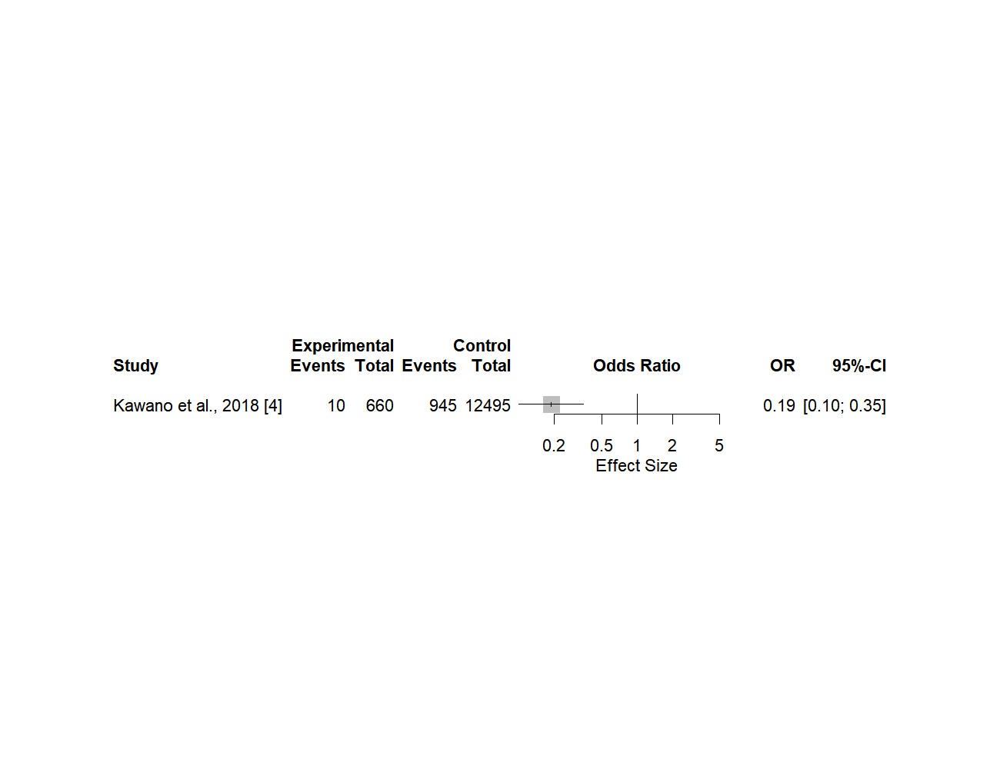 Experimental Control
Study Events Total Events Total Odds Ratio OR 95%-CI
Kawano et al., 2018 [4] 10 660 945 12495 0.19 [0.10; 0.35]
0.2 0.5 1 2 5
Effect Size